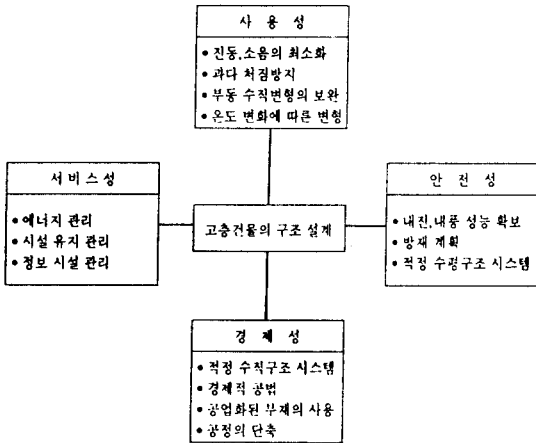 사 용 성
• 진동,소음의 최소화
• 과다 처짐방지
• 부동 수직변형의 보완
• 온도 변화에 따른 변형
서 비 스 성
• 에너지 관리
• 시설 유지 관리
• 정보 시설 관리
고층건물의 구조 설계
안 전 성
• 내진,내풍 성능 확보
• 방재 계획
• 적정 수평구조 시스템
경 제 성
• 적정 수직구조 시스템
• 경제적 공법
• 공업화된 부재의 사용
• 공정의 단축